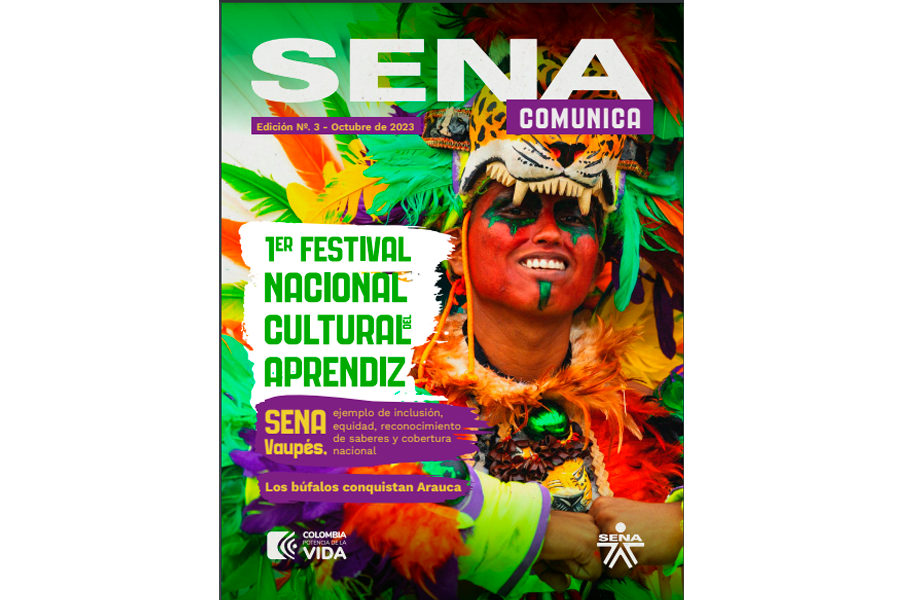 SENA
COMUNICA
Edición Nº. 3 - Octubre de 2023
1ER FESTIVAL
NACIONAL
CULTURAL DEL
APRENDIZ
SENA
Vaupés,
ejemplo de inclusión,
equidad, reconocimiento
de saberes y cobertura
nacional
Los búfalos conquistan Arauca
COLOMBIA
POTENCIA DE LA
VIDA
SENA